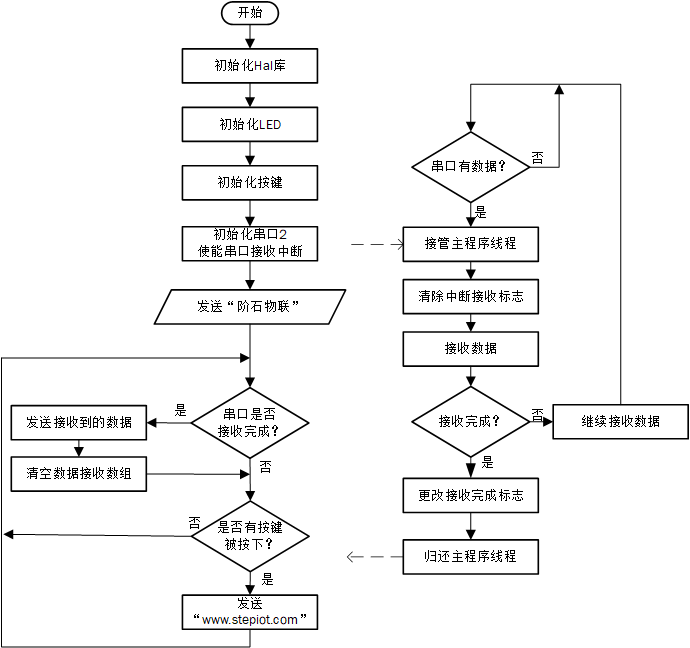 开始
初始化Hal库
初始化LED
初始化按键
初始化串口2
使能串口接收中断
发送“阶石物联”
串口是否
接收完成？
是
否
发送接收到的数据
清空数据接收数组
是否有按键
被按下？
否
是
发送
“www.stepiot.com”
串口有数据？
否
是
接管主程序线程
清除中断接收标志
接收数据
接收完成？
否
继续接收数据
是
更改接收完成标志
归还主程序线程